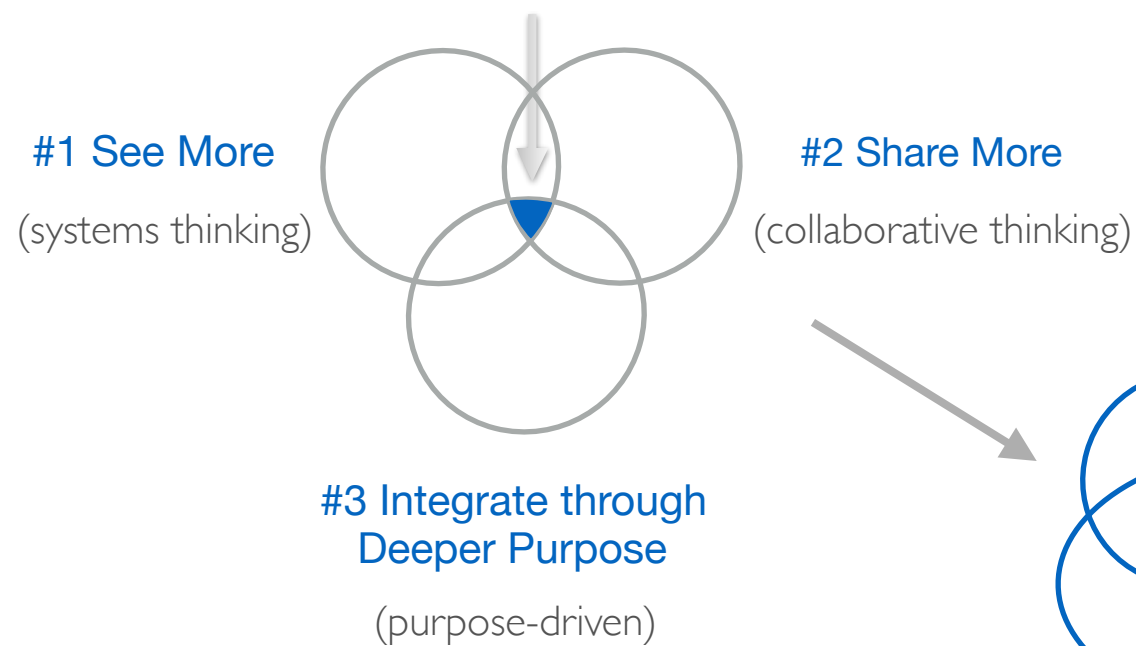 #1 See More
(systems thinking)
#2 Share More
(collaborative thinking)
#3 Integrate through
Deeper Purpose
(purpose-driven)